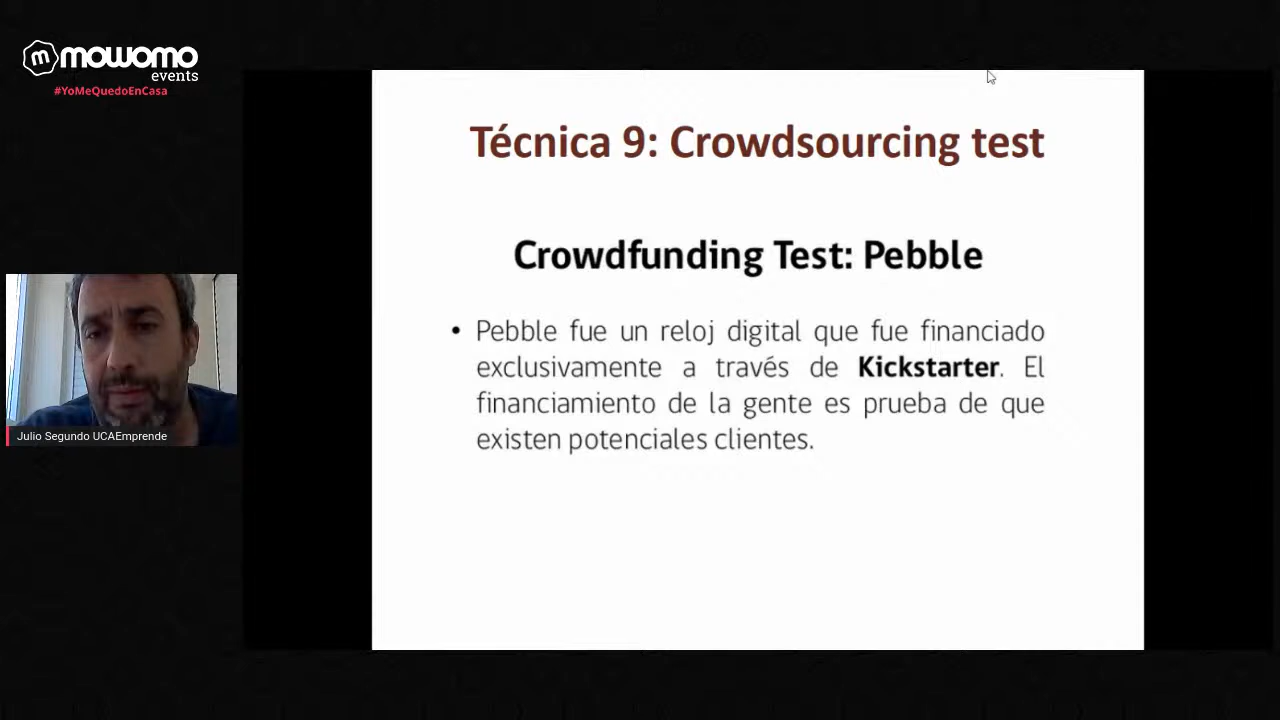 mowomo
events
#YoMeQuedoEnCasa
Técnica 9: Crowdsourcing test
Crowdfunding Test: Pebble
• Pebble fue un reloj digital que fue financiado
exclusivamente a través de Kickstarter. El
financiamiento de la gente es prueba de que
existen potenciales clientes.
Julio Segundo UCAEmprende